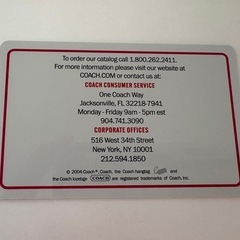 To order our catalog call 1.800.262.2411.
For more information please visit our website at
COACH.COM or contact us at:
COACH CONSUMER SERVICE
One Coach Way
Jacksonville, FL 32218-7941
Monday - Friday 9am - 5pm est
904.741.3090
CORPORATE OFFICES
516 West 34th Street
New York, NY 10001
212.594.1850
© 2004 Coach®. Coach, the Coach hangtag Coach and
the Coach lozenge COACH are registered trademarks of Coach, Inc.